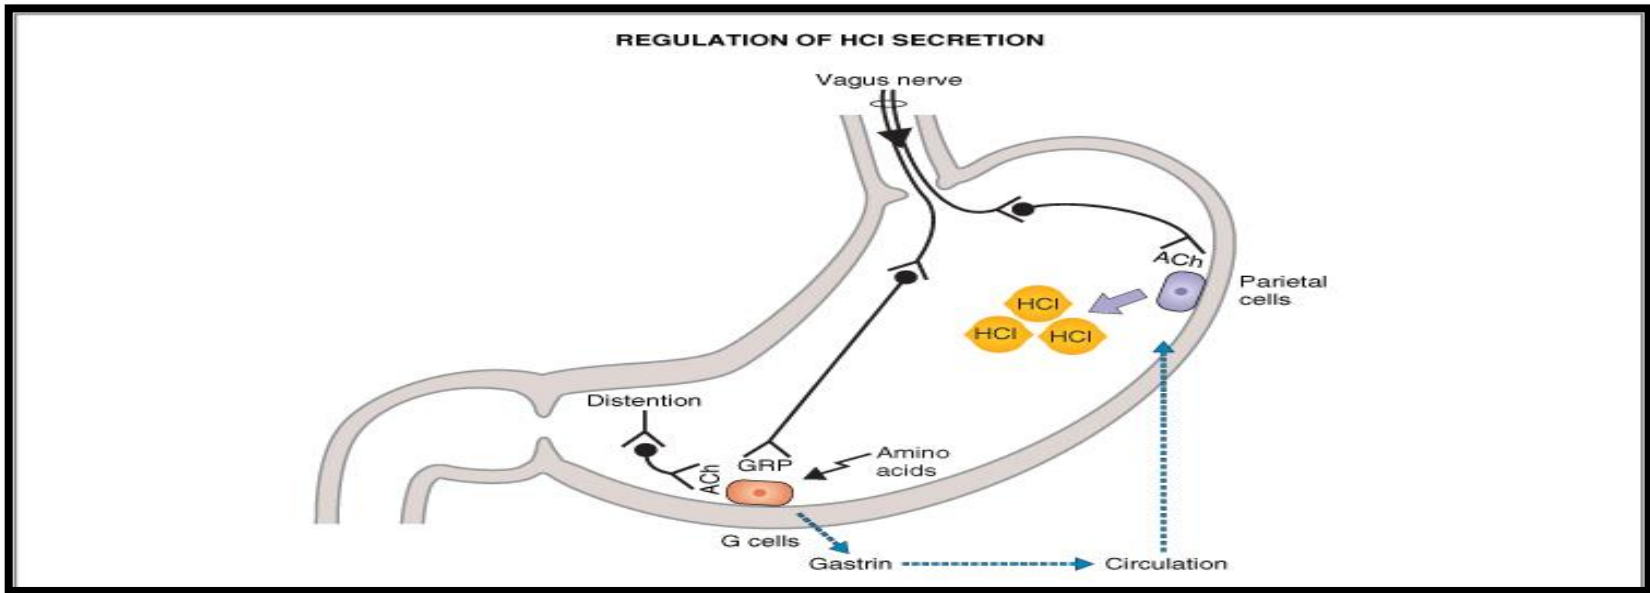 REGULATION OF HCl SECRETION
Vagus nerve
ACh
Parietal
cells
HCl
HCl
HCl
Distention
ACh
GRP
Amino
acids
G cells
Gastrin
Circulation